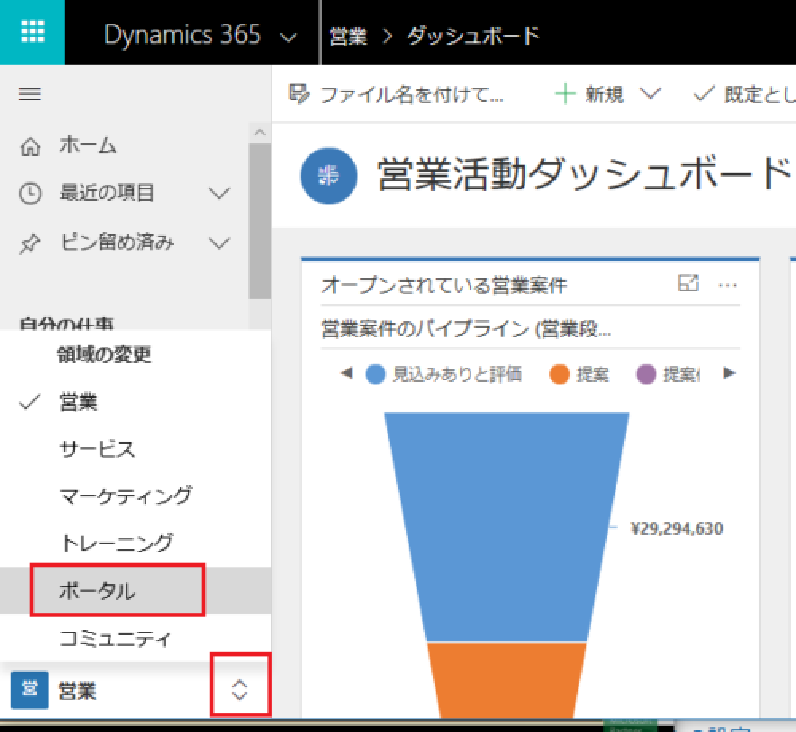 Dynamics 365
営業 > ダッシュボード
ファイル名を付けて...
新規
既定とし
ホーム
最近の項目
ピン留め済み
自分の仕事
領域の変更
営業
サービス
マーケティング
トレーニング
ポータル
コミュニティ
営 営業
営業活動ダッシュボード
オープンされている営業案件
...
営業案件のパイプライン (営業段...
見込みありと評価
提案
提案
¥29,294,630